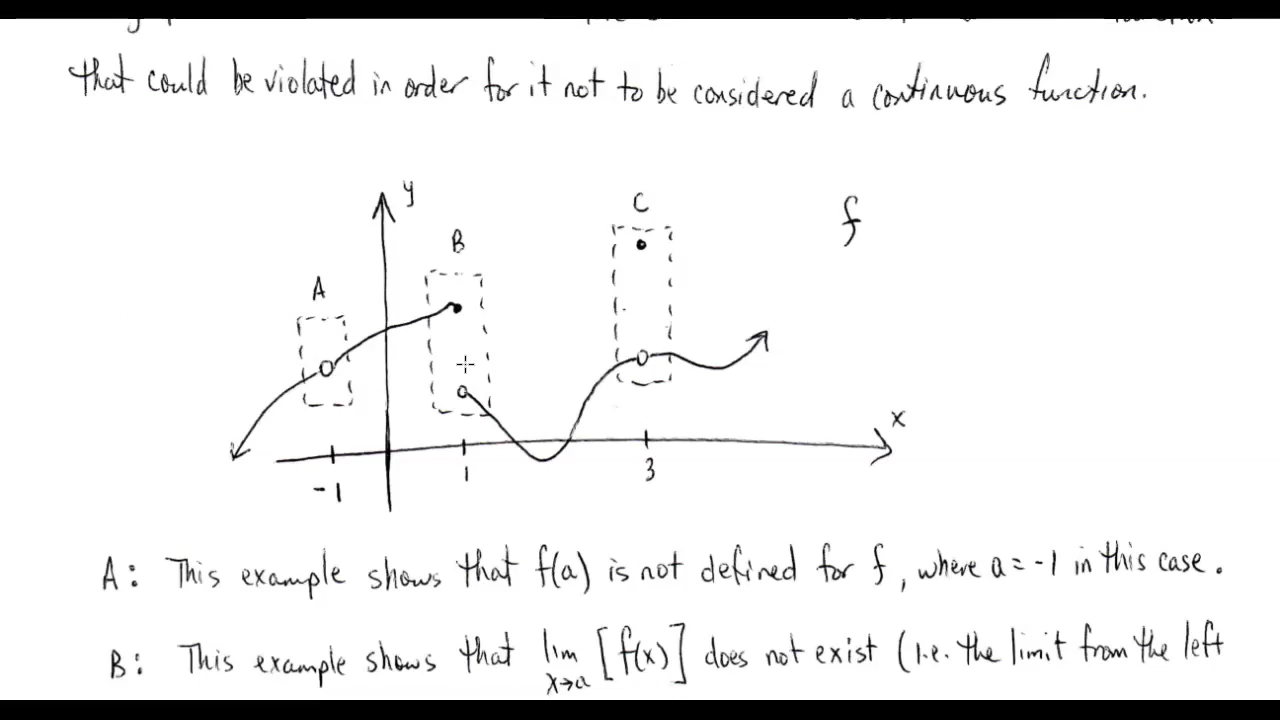 that could be violated in order for it not to be considered a continuous function.
y
C
f
B
A
x
-1
1
3
A: This example shows that f(a) is not defined for f, where a = -1 in this case.
B: This example shows that lim x→a [f(x)] does not exist (i.e. the limit from the left